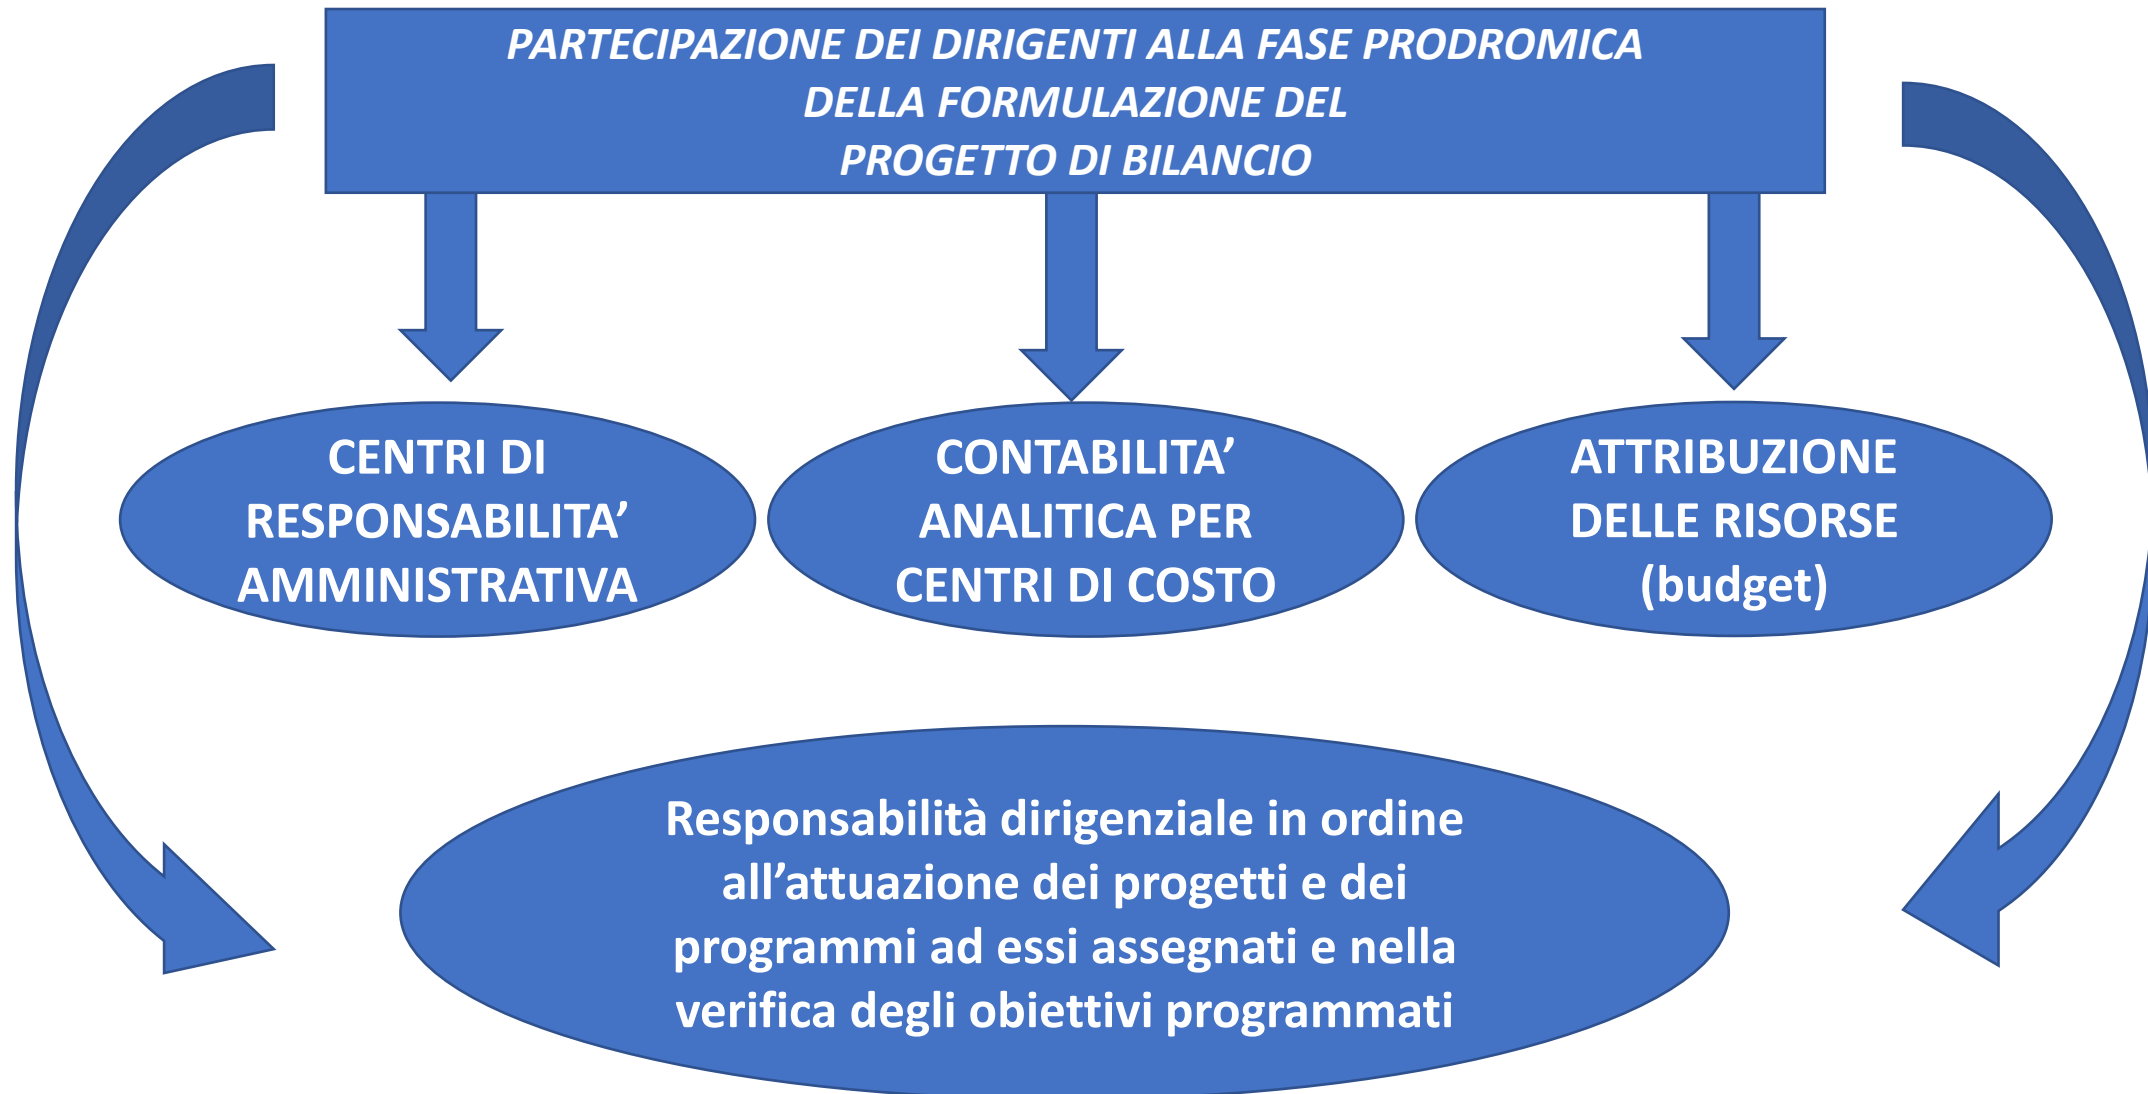 PARTECIPAZIONE DEI DIRIGENTI ALLA FASE PRODROMICA
DELLA FORMULAZIONE DEL
PROGETTO DI BILANCIO
CENTRI DI
RESPONSABILITA’
AMMINISTRATIVA
CONTABILITA’
ANALITICA PER
CENTRI DI COSTO
ATTRIBUZIONE
DELLE RISORSE
(budget)
Responsabilità dirigenziale in ordine
all’attuazione dei progetti e dei
programmi ad essi assegnati e nella
verifica degli obiettivi programmati